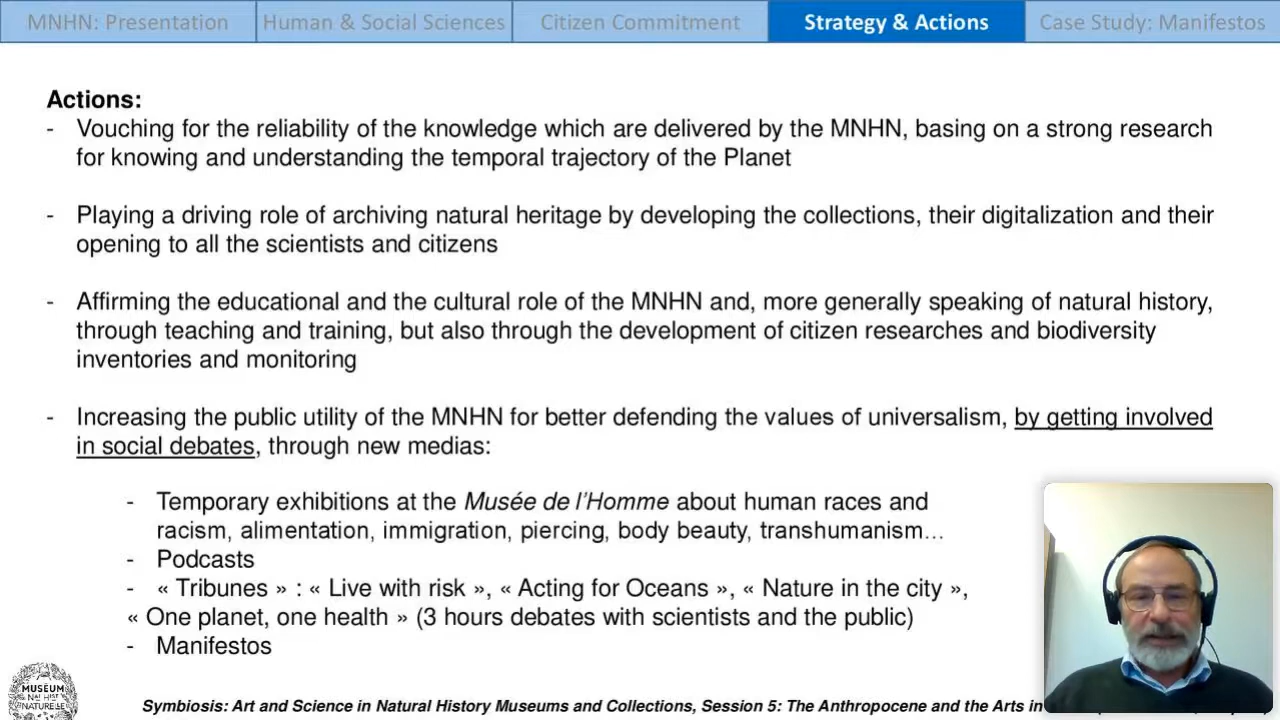 MNHN: Presentation
Human & Social Sciences
Citizen Commitment
Strategy & Actions
Case Study: Manifestos
Actions:
- Vouching for the reliability of the knowledge which are delivered by the MNHN, basing on a strong research
for knowing and understanding the temporal trajectory of the Planet
- Playing a driving role of archiving natural heritage by developing the collections, their digitalization and their
opening to all the scientists and citizens
- Affirming the educational and the cultural role of the MNHN and, more generally speaking of natural history,
through teaching and training, but also through the development of citizen researches and biodiversity
inventories and monitoring
- Increasing the public utility of the MNHN for better defending the values of universalism, by getting involved
in social debates, through new medias:
- Temporary exhibitions at the Musée de l'Homme about human races and
racism, alimentation, immigration, piercing, body beauty, transhumanism…
- Podcasts
- « Tribunes » : « Live with risk », « Acting for Oceans », « Nature in the city »,
« One planet, one health » (3 hours debates with scientists and the public)
- Manifestos
MUSÉUM
NAT HIST
NATURELLE
Symbiosis: Art and Science in Natural History Museums and Collections, Session 5: The Anthropocene and the Arts in